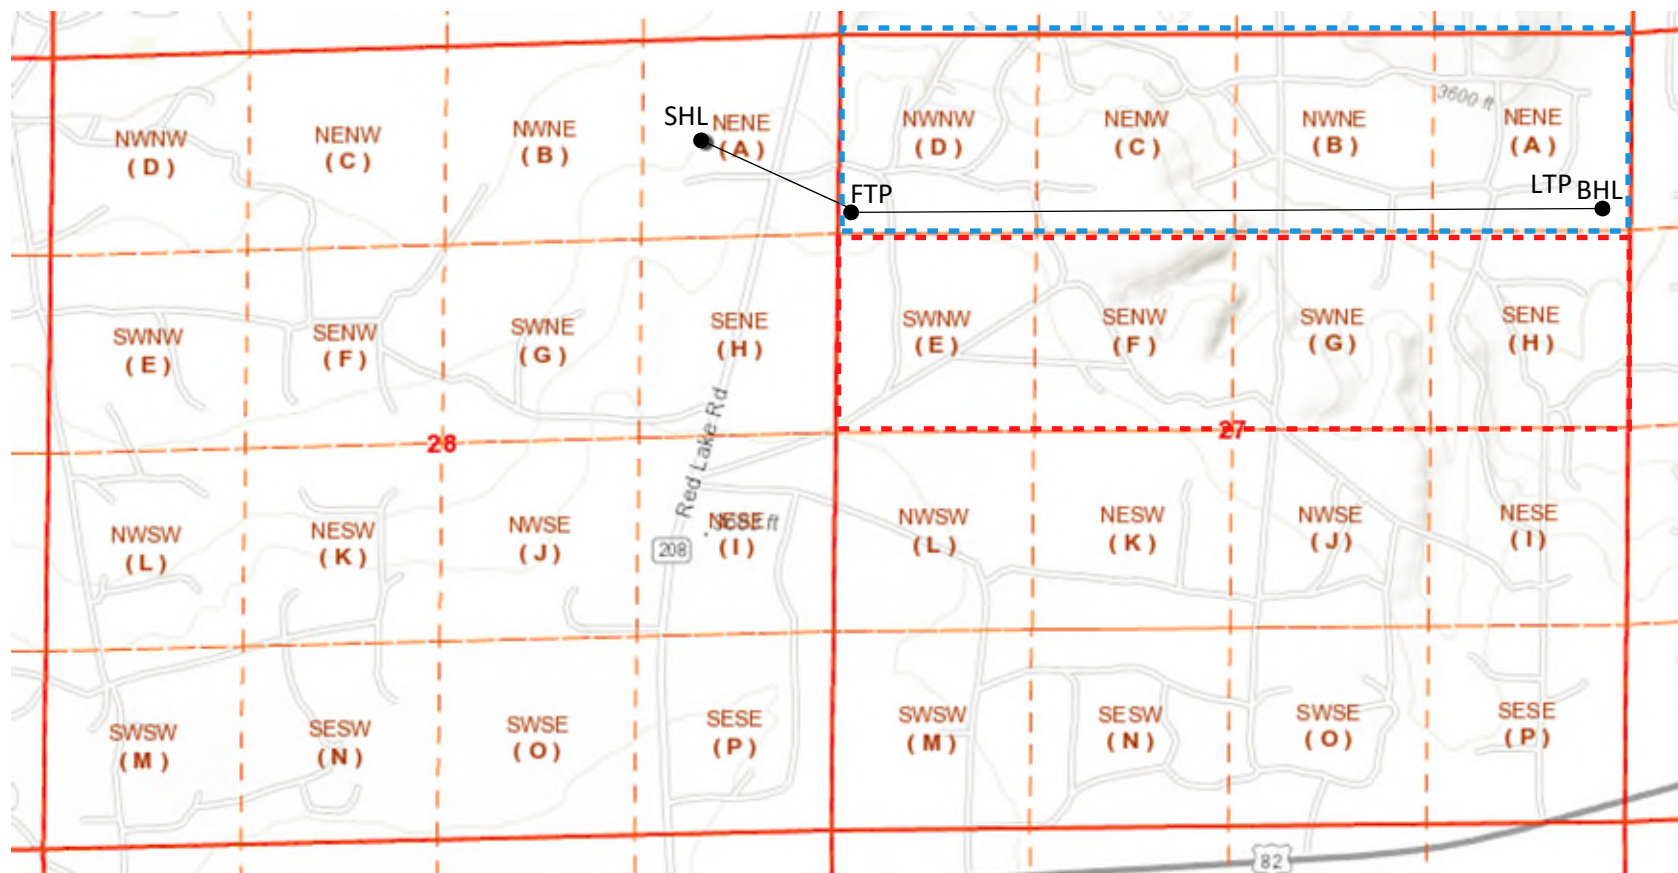 3600 ft
SHL
NWNW
(D)
NENW
(C)
NWNE
(B)
NENE
(A)
NWNW
(D)
NENW
(C)
NWNE
(B)
NENE
(A)
FTP
LTP BHL
SWNW
(E)
SENW
(F)
SWNE
(G)
SENE
(H)
SWNW
(E)
SENW
(F)
SWNE
(G)
SENE
(H)
Red Lake Rd
28
27
NWSW
(L)
NESW
(K)
NWSE
(J)
208
NESE
(I)
NWSW
(L)
NESW
(K)
NWSE
(J)
NESE
(I)
SWSW
(M)
SESW
(N)
SWSE
(O)
SESE
(P)
SWSW
(M)
SESW
(N)
SWSE
(O)
SESE
(P)
82